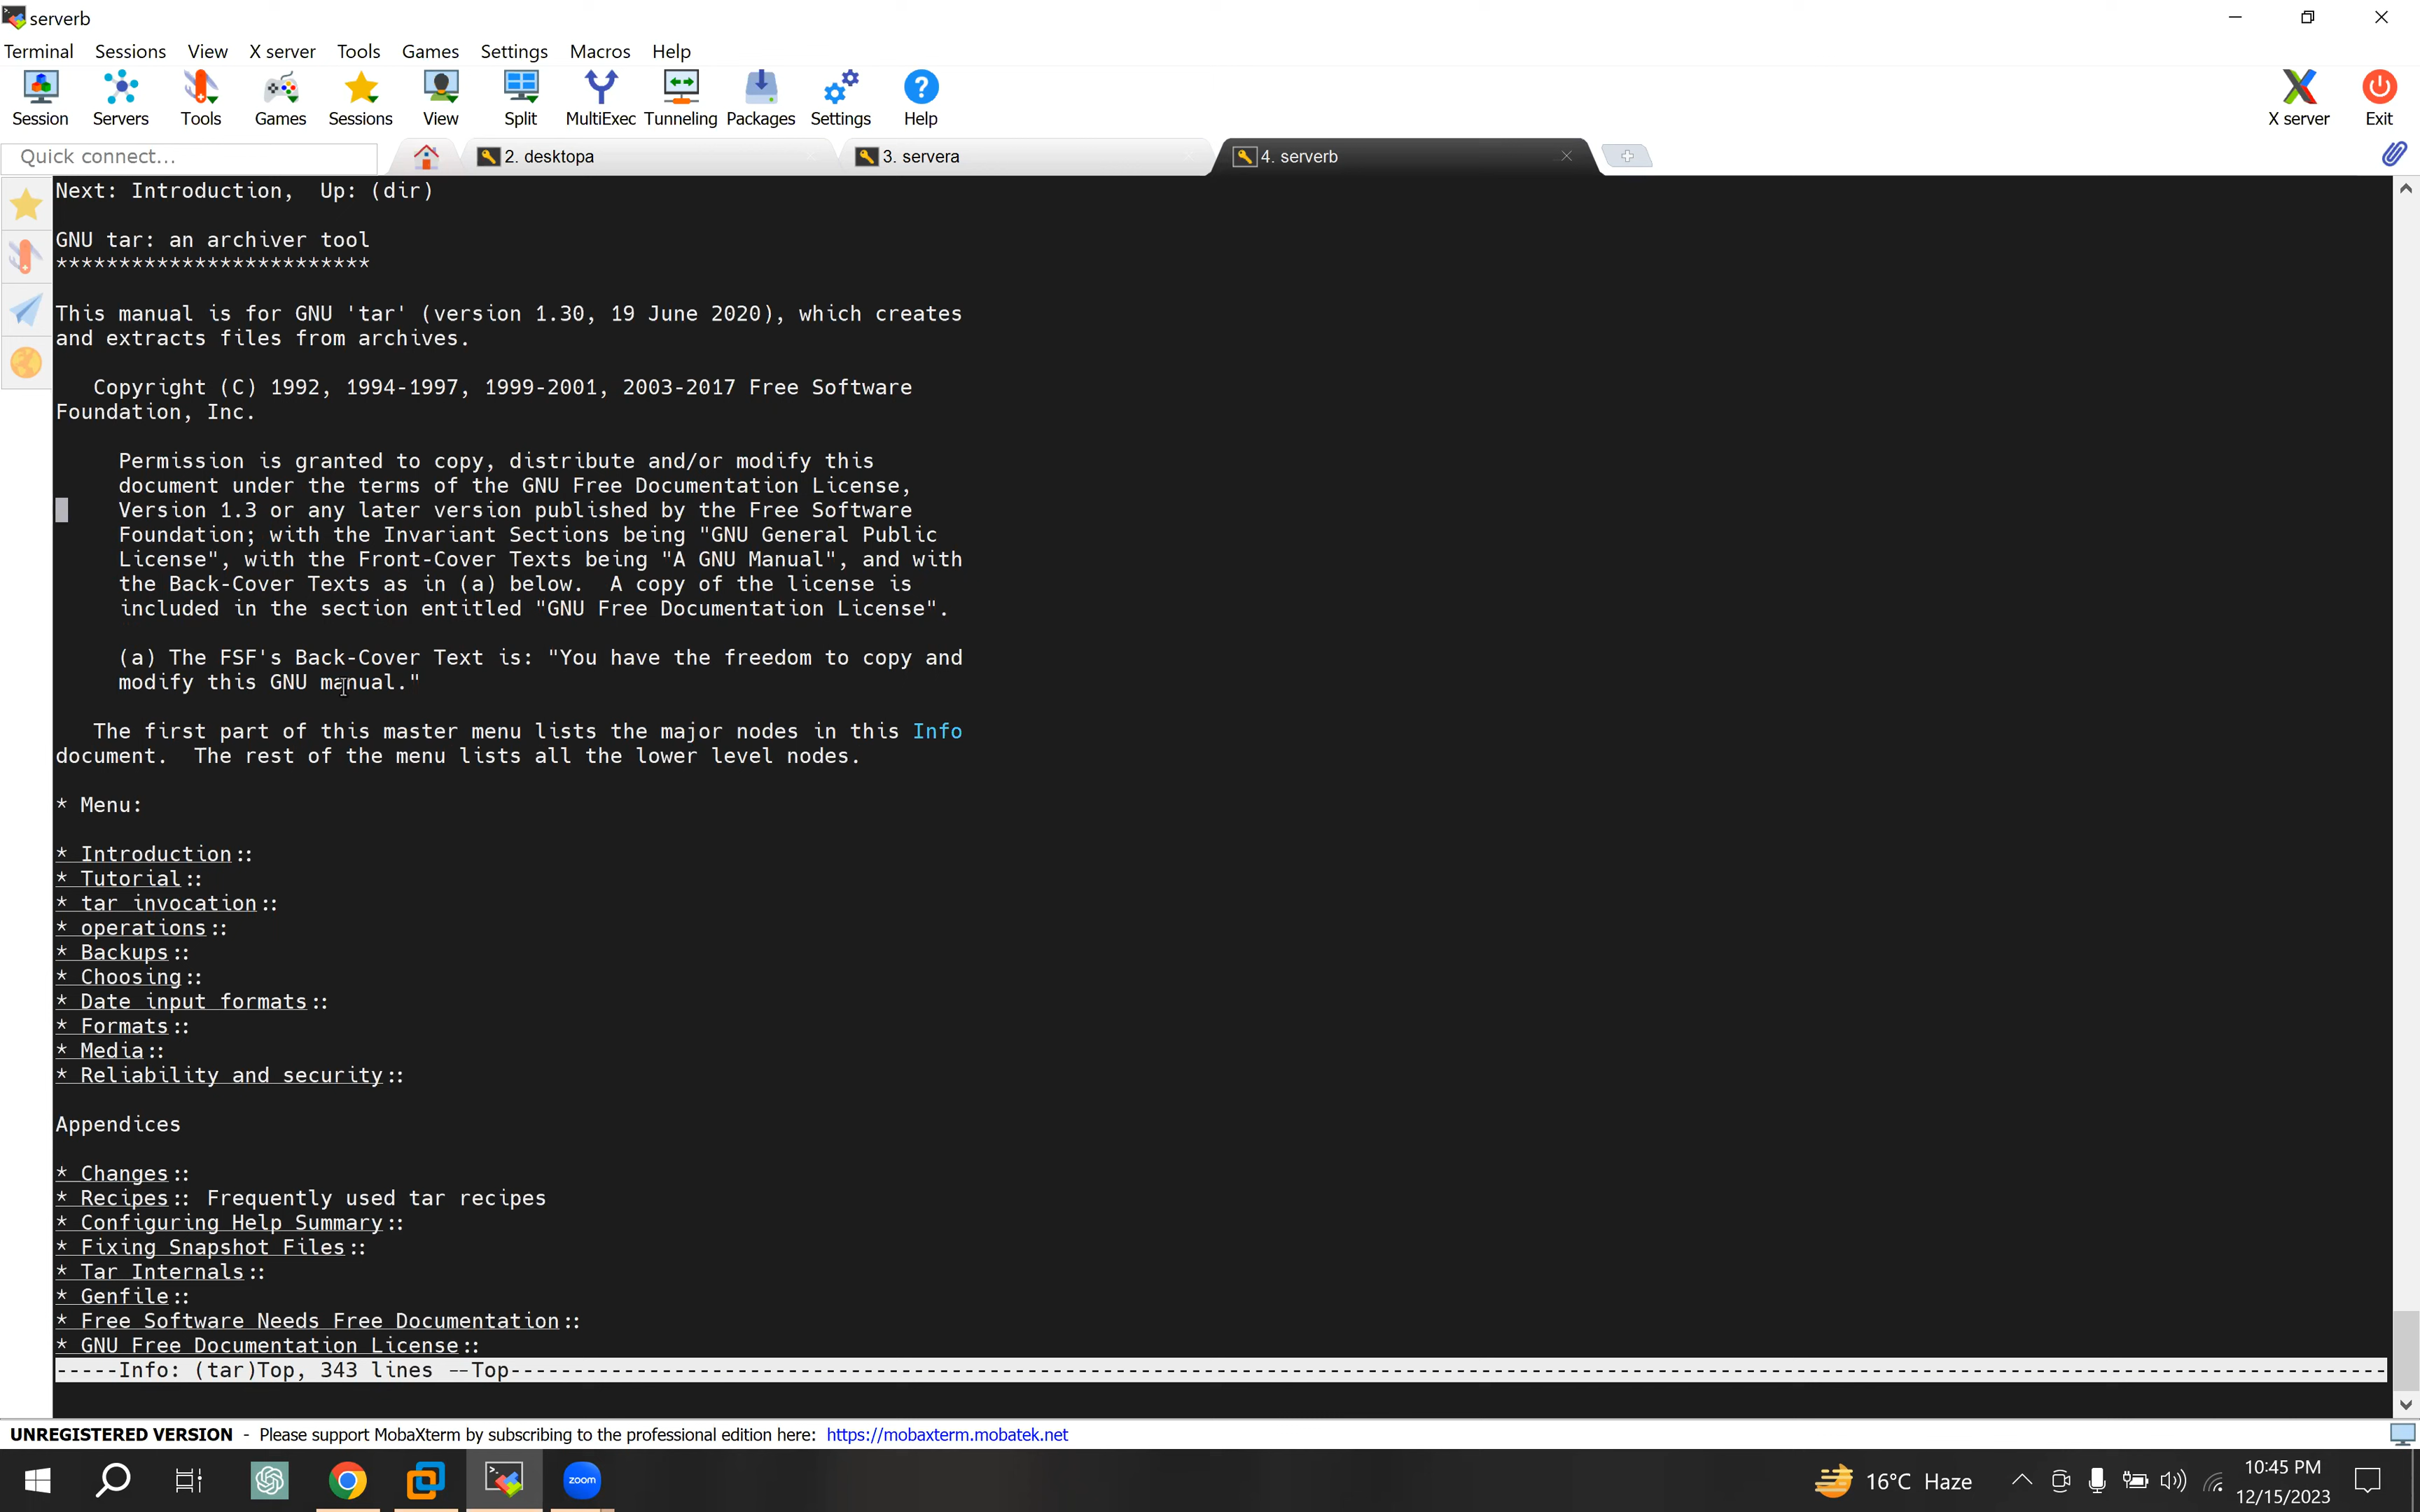 serverb
Terminal Sessions View X server Tools Games Settings Macros Help
Session Servers Tools Games Sessions View Split MultiExec Tunneling Packages Settings Help X server Exit
Quick connect... 2. desktopa 3. servera 4. serverb
Next: Introduction,  Up: (dir)
GNU tar: an archiver tool
*************************
This manual is for GNU 'tar' (version 1.30, 19 June 2020), which creates
and extracts files from archives.
Copyright (C) 1992, 1994-1997, 1999-2001, 2003-2017 Free Software
Foundation, Inc.
Permission is granted to copy, distribute and/or modify this
document under the terms of the GNU Free Documentation License,
Version 1.3 or any later version published by the Free Software
Foundation; with the Invariant Sections being "GNU General Public
License", with the Front-Cover Texts being "A GNU Manual", and with
the Back-Cover Texts as in (a) below.  A copy of the license is
included in the section entitled "GNU Free Documentation License".
(a) The FSF's Back-Cover Text is: "You have the freedom to copy and
modify this GNU manual."
The first part of this master menu lists the major nodes in this Info
document.  The rest of the menu lists all the lower level nodes.
* Menu:
* Introduction::
* Tutorial::
* tar invocation::
* operations::
* Backups::
* Choosing::
* Date input formats::
* Formats::
* Media::
* Reliability and security::
Appendices
* Changes::
* Recipes:: Frequently used tar recipes
* Configuring Help Summary::
* Fixing Snapshot Files::
* Tar Internals::
* Genfile::
* Free Software Needs Free Documentation::
* GNU Free Documentation License::
-----Info: (tar)Top, 343 lines --Top-----
UNREGISTERED VERSION - Please support MobaXterm by subscribing to the professional edition here: https://mobaxterm.mobatek.net
zoom
16°C Haze
10:45 PM
12/15/2023